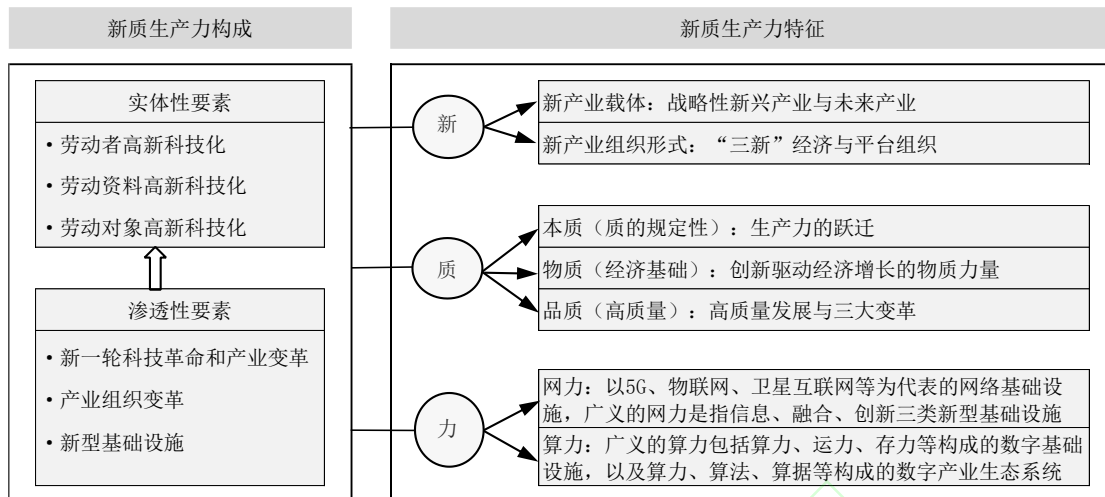 新质生产力构成
新质生产力特征
实体性要素
• 劳动者高新科技化
• 劳动资料高新科技化
• 劳动对象高新科技化
渗透性要素
• 新一轮科技革命和产业变革
• 产业组织变革
• 新型基础设施
新
新产业载体：战略性新兴产业与未来产业
新产业组织形式：“三新”经济与平台组织
质
本质（质的规定性）：生产力的跃迁
物质（经济基础）：创新驱动经济增长的物质力量
品质（高质量）：高质量发展与三大变革
力
网力：以5G、物联网、卫星互联网等为代表的网络基础设
施，广义的网力是指信息、融合、创新三类新型基础设施
算力：广义的算力包括算力、运力、存力等构成的数字基础
设施，以及算力、算法、算据等构成的数字产业生态系统